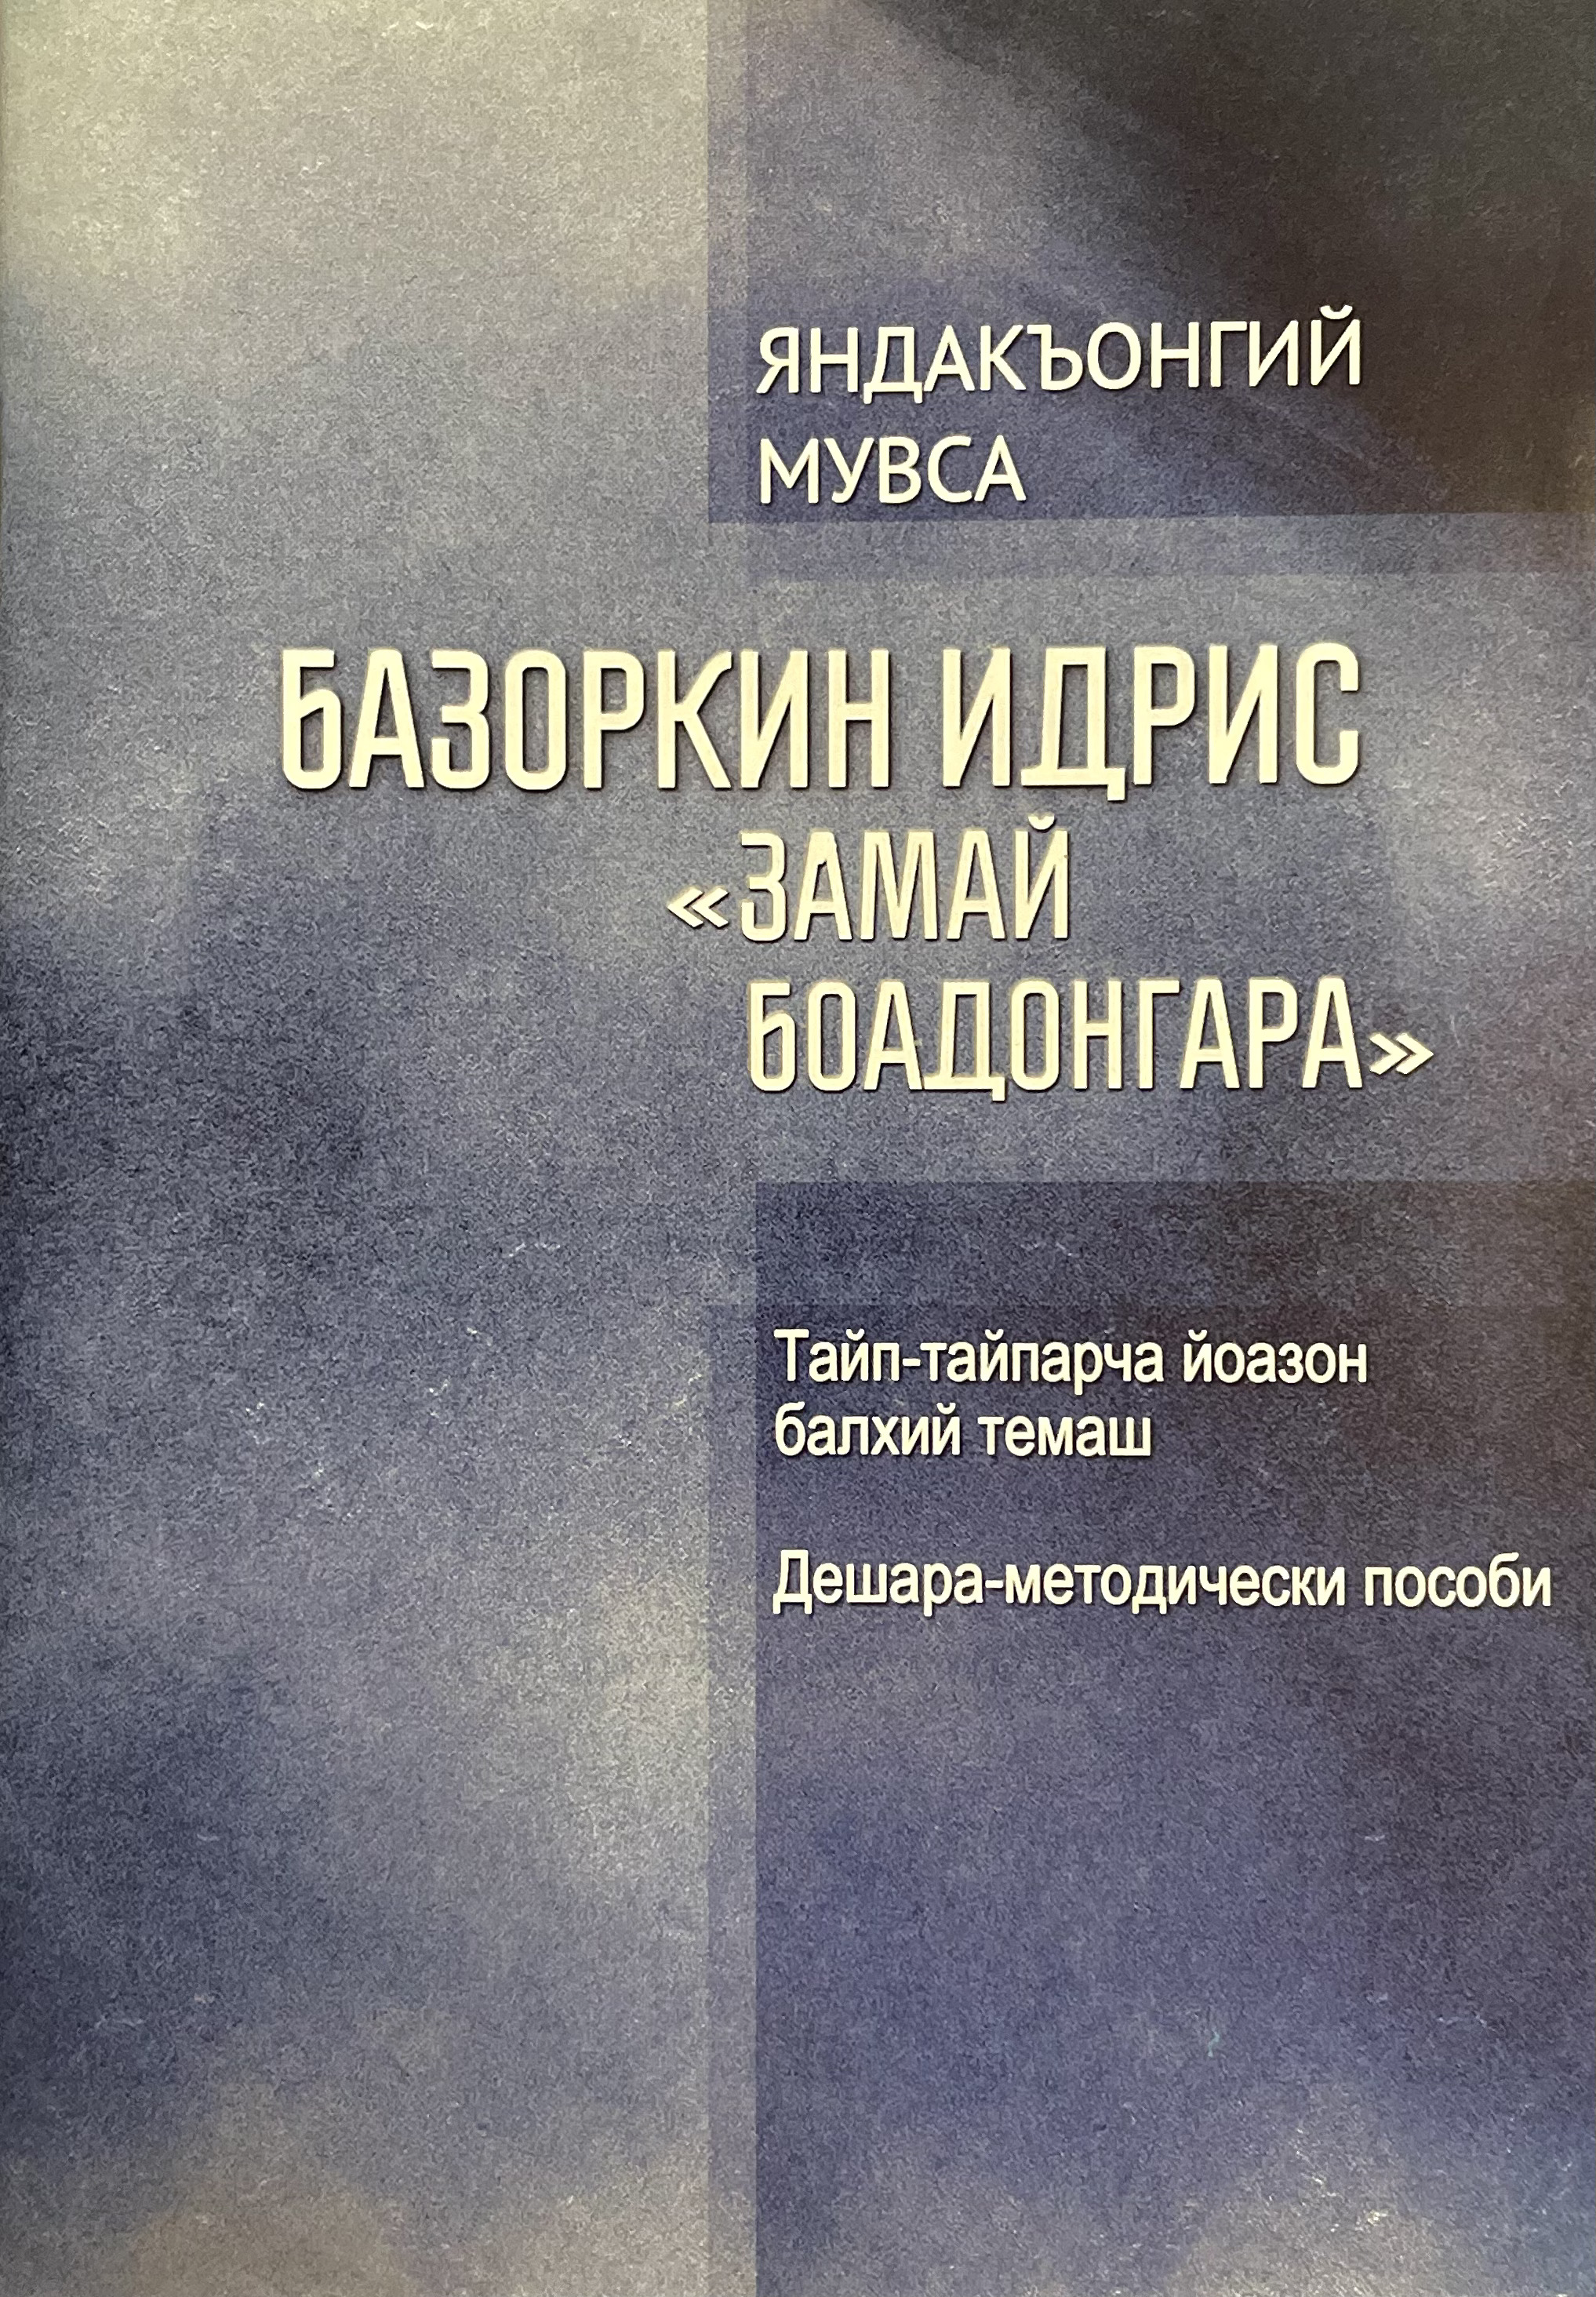 ЯНДАКЪОНГИЙ
МУВСА
БАЗОРКИН ИДРИС
«ЗАМАЙ
БОАДОНГАРА»
Тайп-тайпарча йоазон
балхий темаш
Дешара-методически пособи